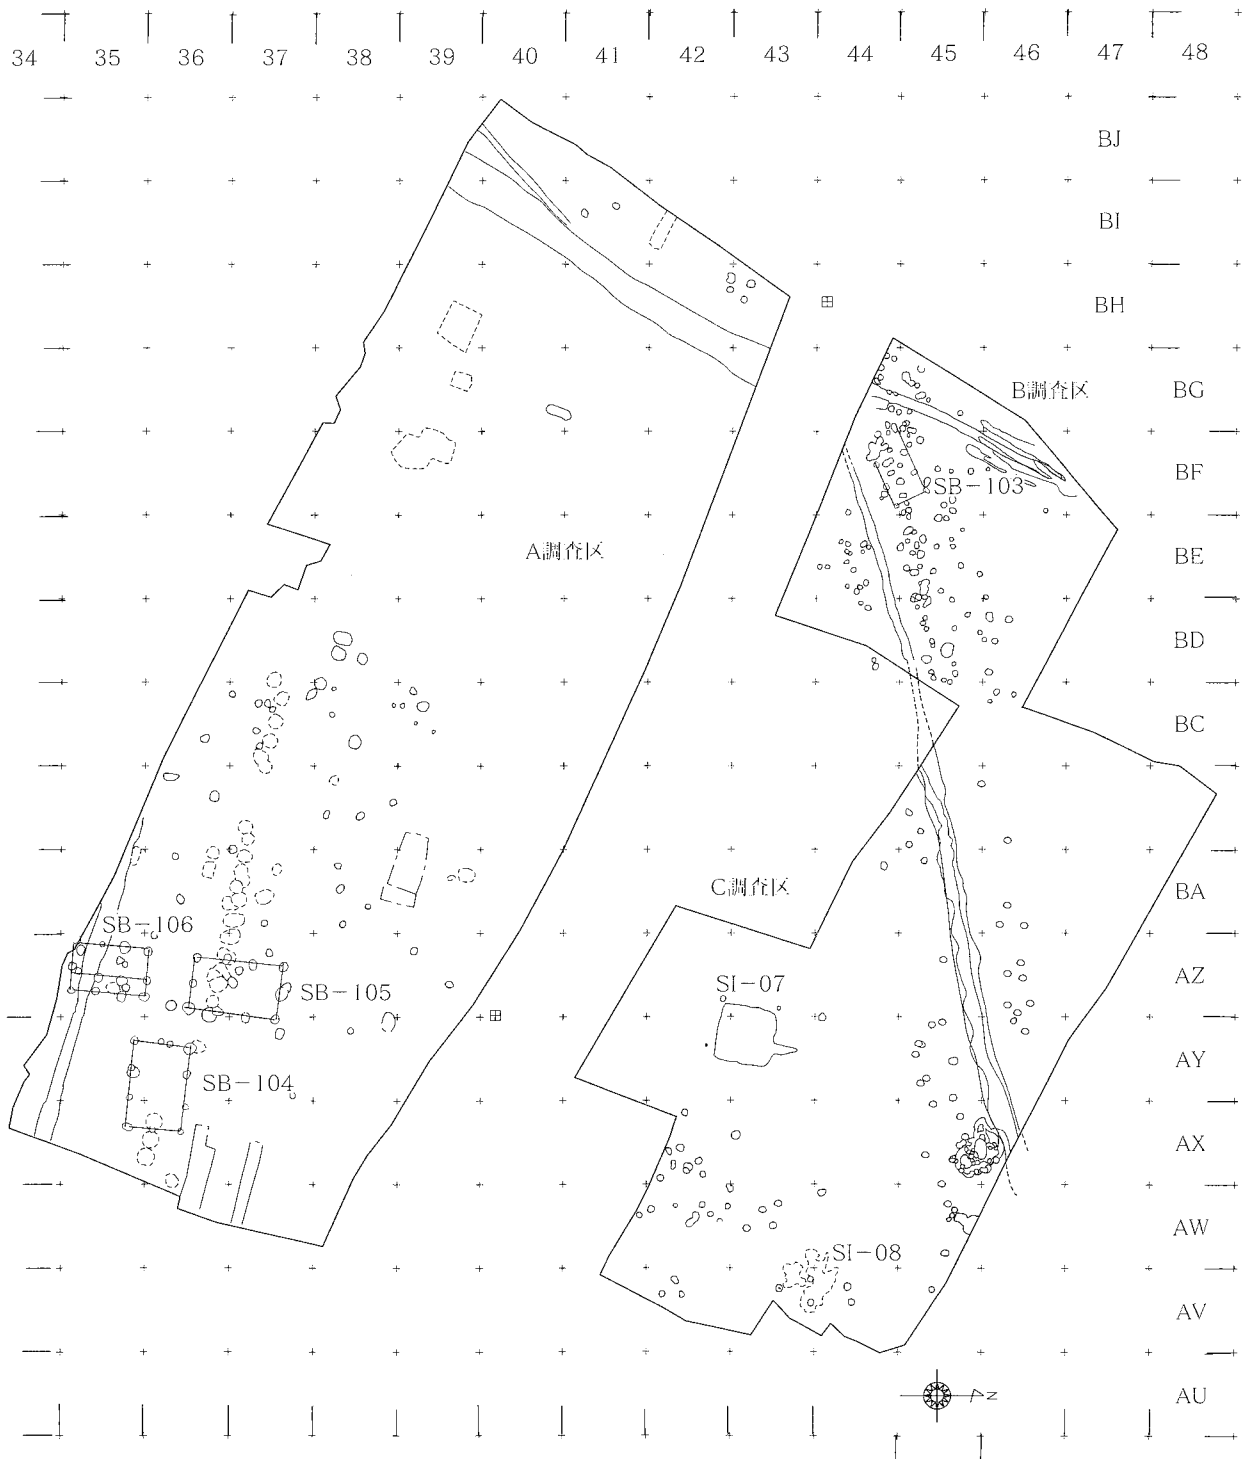 34 35 36 37 38 39 40 41 42 43 44 45 46 47 48
BJ
BI
BH
B調査区
BG
SB-103
BF
A調査区
BE
BD
BC
C調査区
BA
SB-106
SI-07
AZ
SB-105
AY
SB-104
AX
AW
SI-08
AV
AU
N